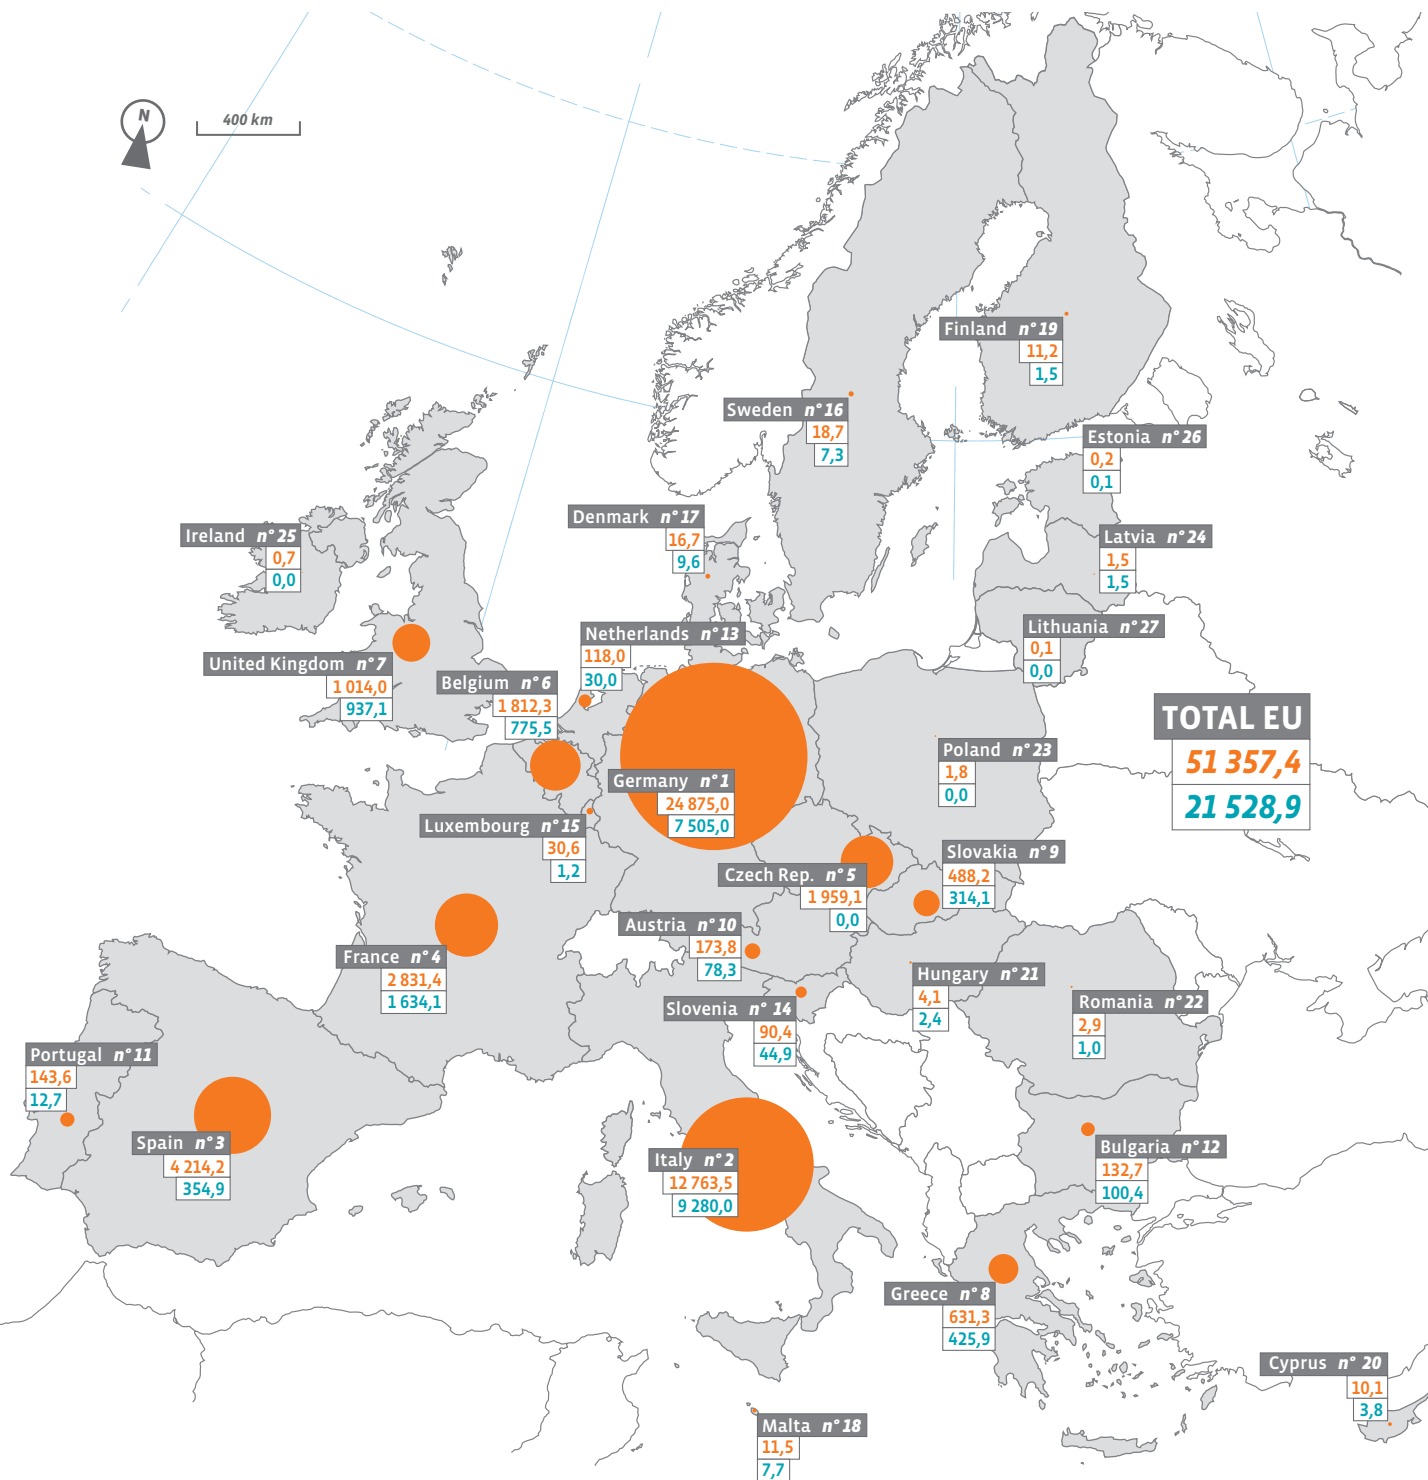 N
400 km
Finland n° 19
11,2
1,5
Sweden n° 16
18,7
7,3
Estonia n° 26
0,2
0,1
Denmark n° 17
16,7
9,6
Ireland n° 25
0,7
0,0
Latvia n° 24
1,5
1,5
Lithuania n° 27
0,1
0,0
Netherlands n° 13
118,0
30,0
United Kingdom n° 7
1 014,0
937,1
Belgium n° 6
1 812,3
775,5
TOTAL EU
51 357,4
21 528,9
Poland n° 23
1,8
0,0
Germany n° 1
24 875,0
7 505,0
Luxembourg n° 15
30,6
1,2
Slovakia n° 9
488,2
314,1
Czech Rep. n° 5
1 959,1
0,0
Austria n° 10
173,8
78,3
France n° 4
2 831,4
1 634,1
Hungary n° 21
4,1
2,4
Romania n° 22
2,9
1,0
Slovenia n° 14
90,4
44,9
Portugal n° 11
143,6
12,7
Spain n° 3
4 214,2
354,9
Italy n° 2
12 763,5
9 280,0
Bulgaria n° 12
132,7
100,4
Greece n° 8
631,3
425,9
Cyprus n° 20
10,1
3,8
Malta n° 18
11,5
7,7